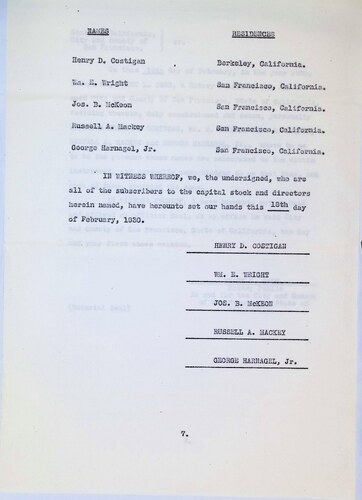 NAMES RESIDENCES
Henry D. Costigan Berkeley, California.
Wm. E. Wright San Francisco, California.
Jos. B. McKeon San Francisco, California.
Russell A. Mackey San Francisco, California.
George Harnagel, Jr. San Francisco, California.
IN WITNESS WHEREOF, we, the undersigned, who are
all of the subscribers to the capital stock and directors
herein named, have hereunto set our hands this 18th day
of February, 1930.
HENRY D. COSTIGAN
WM. E. WRIGHT
JOS. B. McKEON
RUSSELL A. MACKEY
GEORGE HARNAGEL, Jr.
7.